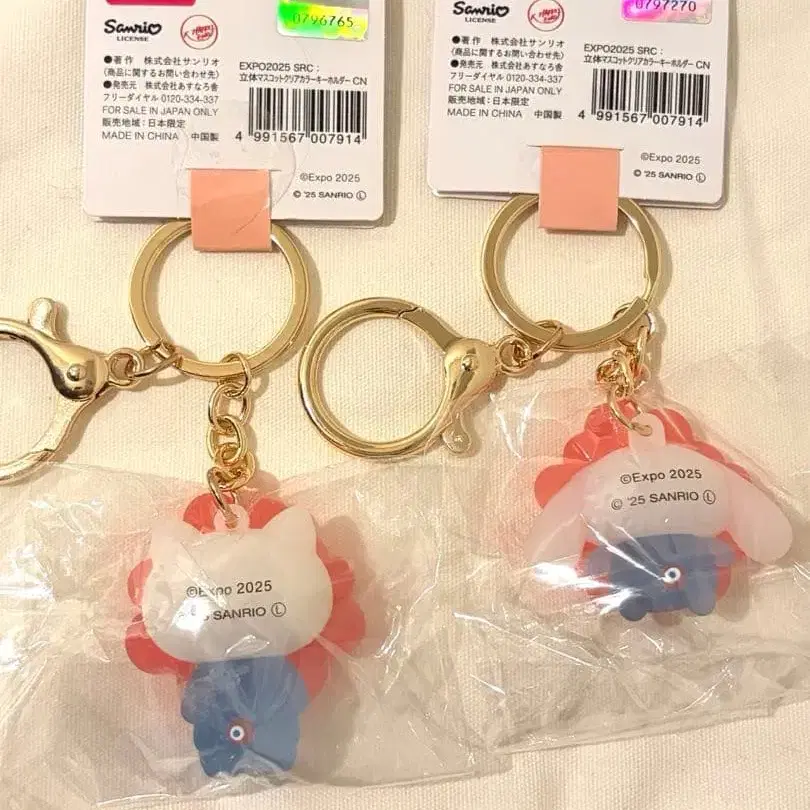 Sanrio
LICENSE
K.HAPPY
0796765
●著作 株式会社サンリオ
(商品に関するお問い合わせ先)
●発売元 株式会社あすなろ舎
フリーダイヤル 0120-334-337
FOR SALE IN JAPAN ONLY
販売地域:日本限定
MADE IN CHINA 中国製
EXPO2025 SRC:
立体マスコットクリアカラーキーホルダー CN
4 991567 007914
©Expo 2025
© '25 SANRIO Ⓛ
Sanrio
LICENSE
0797270
●著作 株式会社サンリオ
(商品に関するお問い合わせ先)
●発売元 株式会社あすなろ舎
フリーダイヤル 0120-334-337
FOR SALE IN JAPAN ONLY
販売地域:日本限定
MADE IN CHINA 中国製
EXPO2025 SRC:
立体マスコットクリアカラーキーホルダー CN
4 991567 007914
©Expo 2025
© '25 SANRIO Ⓛ
©Expo 2025
© '25 SANRIO Ⓛ
©Expo 2025
© '25 SANRIO Ⓛ